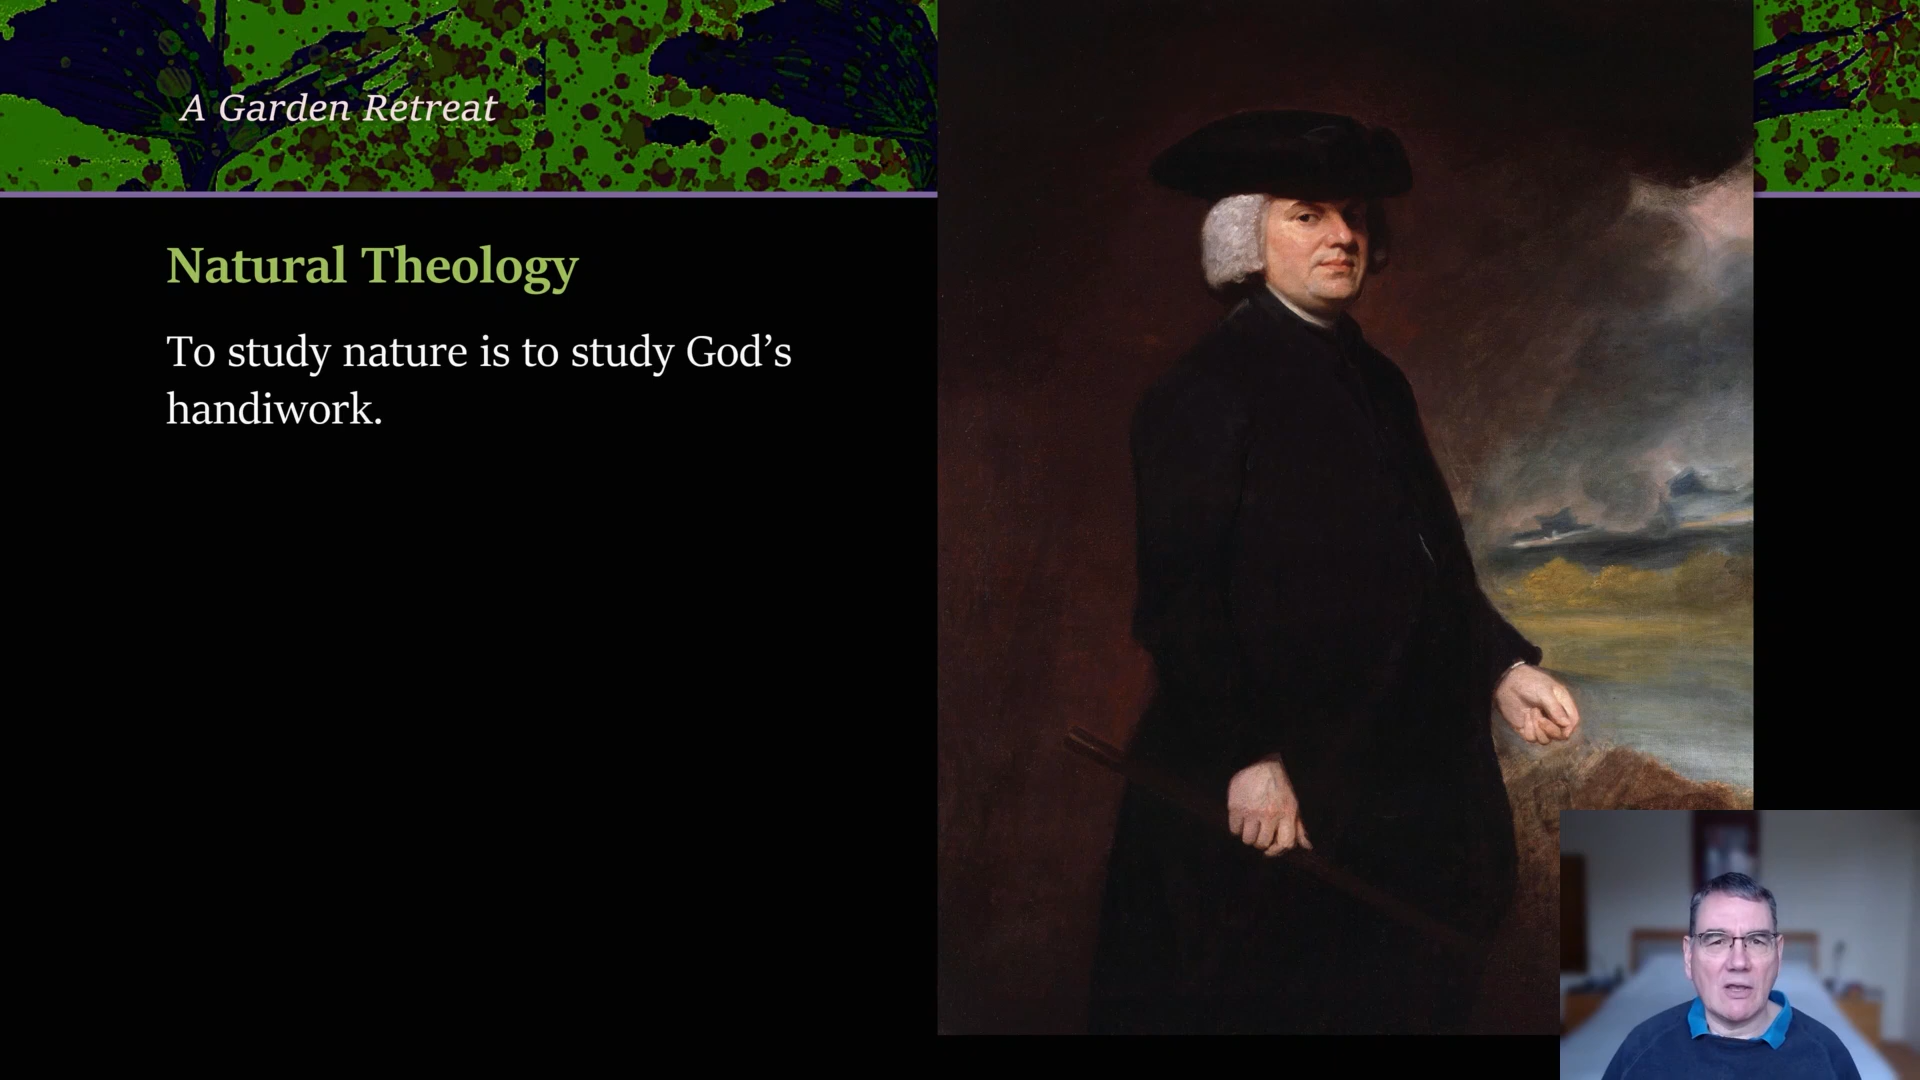 A Garden Retreat
Natural Theology
To study nature is to study God’s
handiwork.